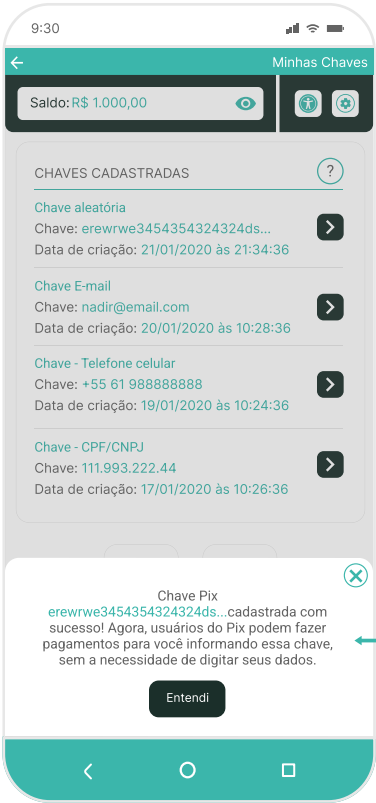 9:30
Minhas Chaves
Saldo: R$ 1.000,00
CHAVES CADASTRADAS ?
Chave aleatória
Chave: erewrwe3454354324324ds...
Data de criação: 21/01/2020 às 21:34:36
Chave E-mail
Chave: nadir@email.com
Data de criação: 20/01/2020 às 10:28:36
Chave - Telefone celular
Chave: +55 61 988888888
Data de criação: 19/01/2020 às 10:24:36
Chave - CPF/CNPJ
Chave: 111.993.222.44
Data de criação: 17/01/2020 às 10:26:36
Chave Pix
erewrwe3454354324324ds...cadastrada com
sucesso! Agora, usuários do Pix podem fazer
pagamentos para você informando essa chave,
sem a necessidade de digitar seus dados.
Entendi